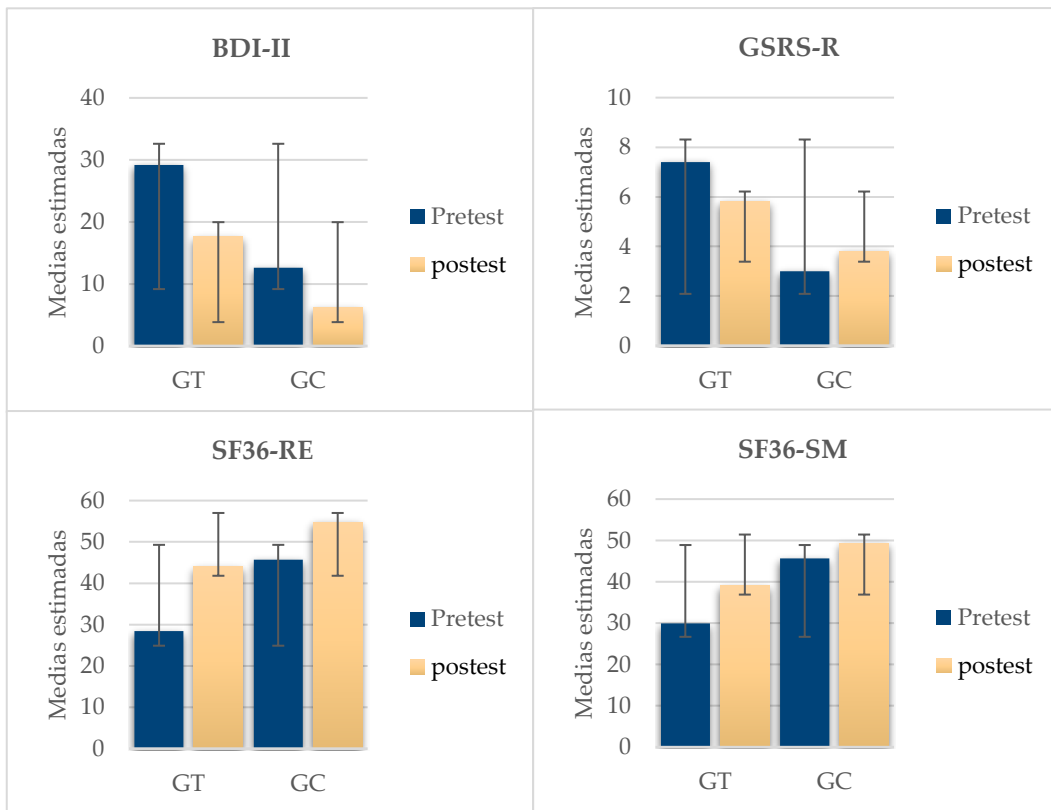 BDI-II
Medias estimadas
40
30
20
10
0
GT
GC
Pretest
postest
GSRS-R
Medias estimadas
10
8
6
4
2
0
GT
GC
Pretest
postest
SF36-RE
Medias estimadas
60
50
40
30
20
10
0
GT
GC
Pretest
postest
SF36-SM
Medias estimadas
60
50
40
30
20
10
0
GT
GC
Pretest
postest